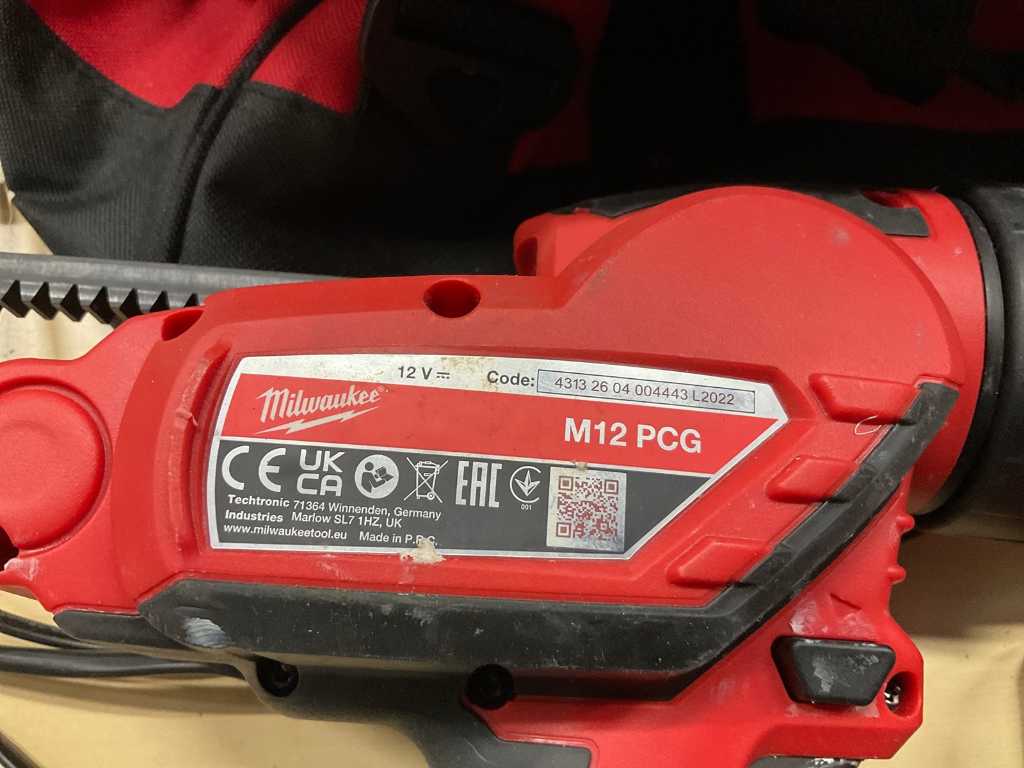 12 V Code: 4313 26 04 004443 L2022
Milwaukee
M12 PCG
CE UK CA EAC
001
Techtronic 71364 Winnenden, Germany
Industries Marlow SL7 1HZ, UK
www.milwaukeetool.eu Made in P.R.C.